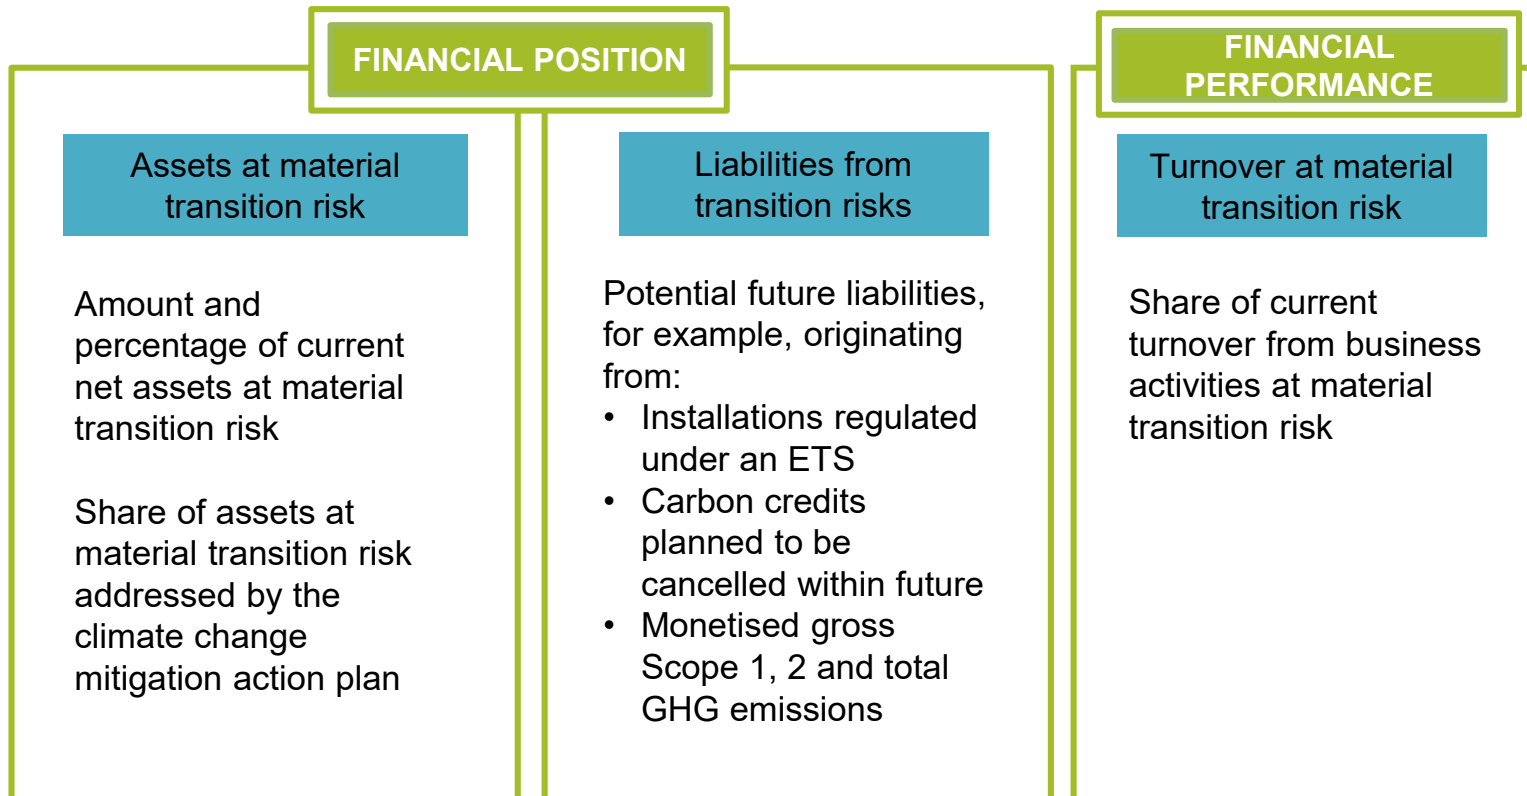 FINANCIAL POSITION
Assets at material
transition risk
Amount and
percentage of current
net assets at material
transition risk
Share of assets at
material transition risk
addressed by the
climate change
mitigation action plan
Liabilities from
transition risks
Potential future liabilities,
for example, originating
from:
• Installations regulated
under an ETS
• Carbon credits
planned to be
cancelled within future
• Monetised gross
Scope 1, 2 and total
GHG emissions
FINANCIAL
PERFORMANCE
Turnover at material
transition risk
Share of current
turnover from business
activities at material
transition risk